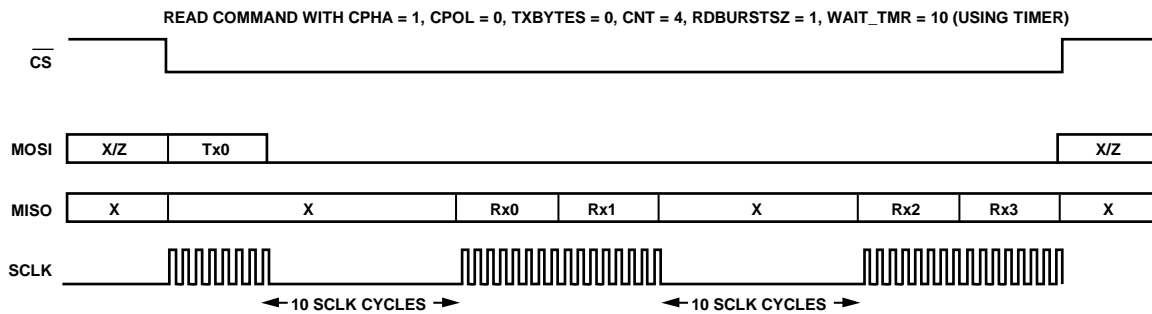 READ COMMAND WITH CPHA = 1, CPOL = 0, TXBYTES = 0, CNT = 4, RDBURSTSZ = 1, WAIT_TMR = 10 (USING TIMER)
CS
MOSI X/Z Tx0 X/Z
MISO X X Rx0 Rx1 X Rx2 Rx3 X
SCLK
10 SCLK CYCLES 10 SCLK CYCLES